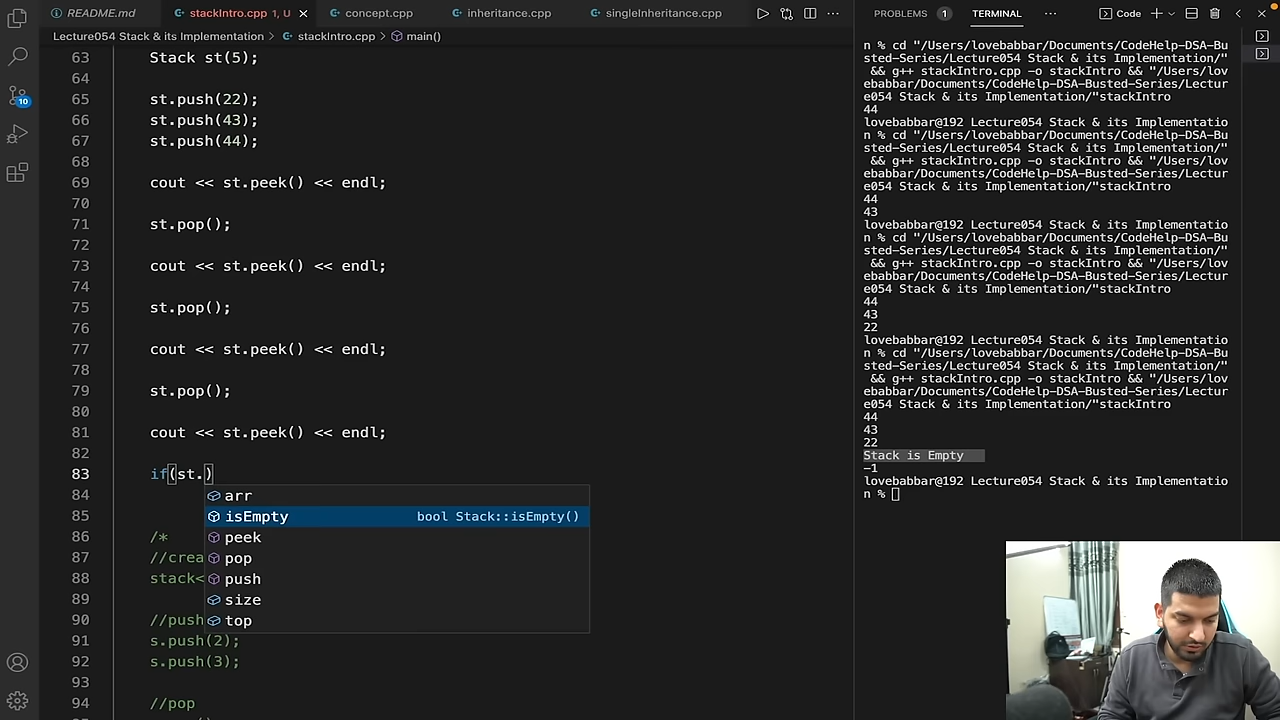 README.md
stackIntro.cpp 1, U
concept.cpp
inheritance.cpp
singleInheritance.cpp
Lecture054 Stack & its Implementation > stackIntro.cpp > main()
63 Stack st(5);
64
65 st.push(22);
66 st.push(43);
67 st.push(44);
68
69 cout << st.peek() << endl;
70
71 st.pop();
72
73 cout << st.peek() << endl;
74
75 st.pop();
76
77 cout << st.peek() << endl;
78
79 st.pop();
80
81 cout << st.peek() << endl;
82
83 if(st.)
84
85
86 /*
87 //crea
88 stack<
89
90 //push
91 s.push(2);
92 s.push(3);
93
94 //pop
arr
isEmpty bool Stack::isEmpty()
peek
pop
push
size
top
10
PROBLEMS 1 TERMINAL ··· Code
n % cd "/Users/lovebabbar/Documents/CodeHelp-DSA-Bu
sted-Series/Lecture054 Stack & its Implementation/"
&& g++ stackIntro.cpp -o stackIntro && "/Users/lov
ebabbar/Documents/CodeHelp-DSA-Busted-Series/Lectur
e054 Stack & its Implementation/"stackIntro
44
lovebabbar@192 Lecture054 Stack & its Implementatio
n % cd "/Users/lovebabbar/Documents/CodeHelp-DSA-Bu
sted-Series/Lecture054 Stack & its Implementation/"
&& g++ stackIntro.cpp -o stackIntro && "/Users/lov
ebabbar/Documents/CodeHelp-DSA-Busted-Series/Lectur
e054 Stack & its Implementation/"stackIntro
44
43
lovebabbar@192 Lecture054 Stack & its Implementatio
n % cd "/Users/lovebabbar/Documents/CodeHelp-DSA-Bu
sted-Series/Lecture054 Stack & its Implementation/"
&& g++ stackIntro.cpp -o stackIntro && "/Users/lov
ebabbar/Documents/CodeHelp-DSA-Busted-Series/Lectur
e054 Stack & its Implementation/"stackIntro
44
43
22
lovebabbar@192 Lecture054 Stack & its Implementatio
n % cd "/Users/lovebabbar/Documents/CodeHelp-DSA-Bu
sted-Series/Lecture054 Stack & its Implementation/"
&& g++ stackIntro.cpp -o stackIntro && "/Users/lov
ebabbar/Documents/CodeHelp-DSA-Busted-Series/Lectur
e054 Stack & its Implementation/"stackIntro
44
43
22
Stack is Empty
-1
lovebabbar@192 Lecture054 Stack & its Implementatio
n %